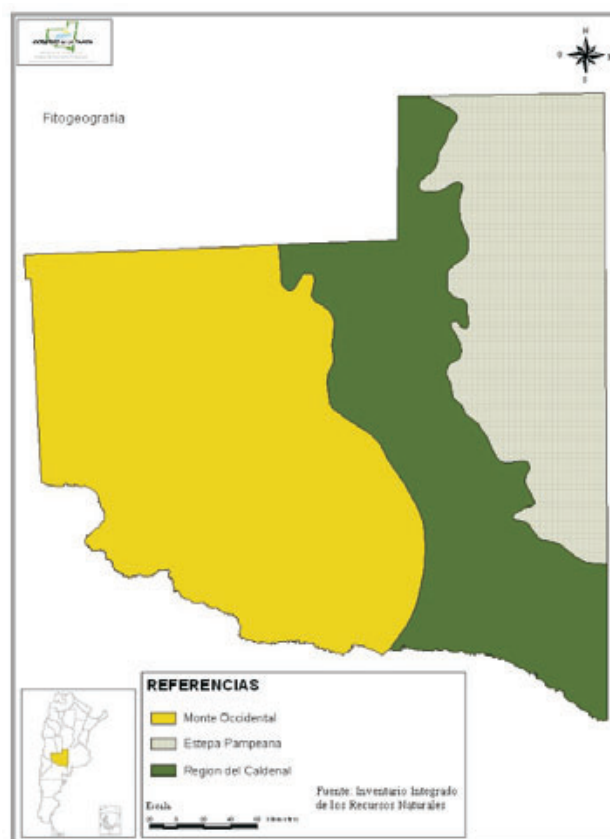 N
O
S
Fitogeografia
REFERENCIAS
Monte Occidental
Estepa Pampeana
Region del Caldenal
Fuente: Inventario Integrado
de los Recursos Naturales
Escala